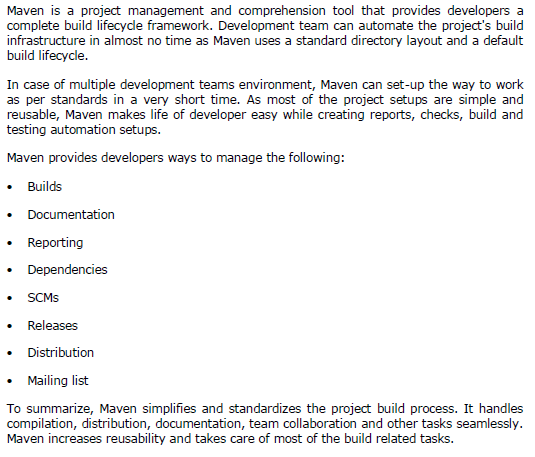 Maven is a project management and comprehension tool that provides developers a
complete build lifecycle framework. Development team can automate the project's build
infrastructure in almost no time as Maven uses a standard directory layout and a default
build lifecycle.
In case of multiple development teams environment, Maven can set-up the way to work
as per standards in a very short time. As most of the project setups are simple and
reusable, Maven makes life of developer easy while creating reports, checks, build and
testing automation setups.
Maven provides developers ways to manage the following:
• Builds
• Documentation
• Reporting
• Dependencies
• SCMs
• Releases
• Distribution
• Mailing list
To summarize, Maven simplifies and standardizes the project build process. It handles
compilation, distribution, documentation, team collaboration and other tasks seamlessly.
Maven increases reusability and takes care of most of the build related tasks.